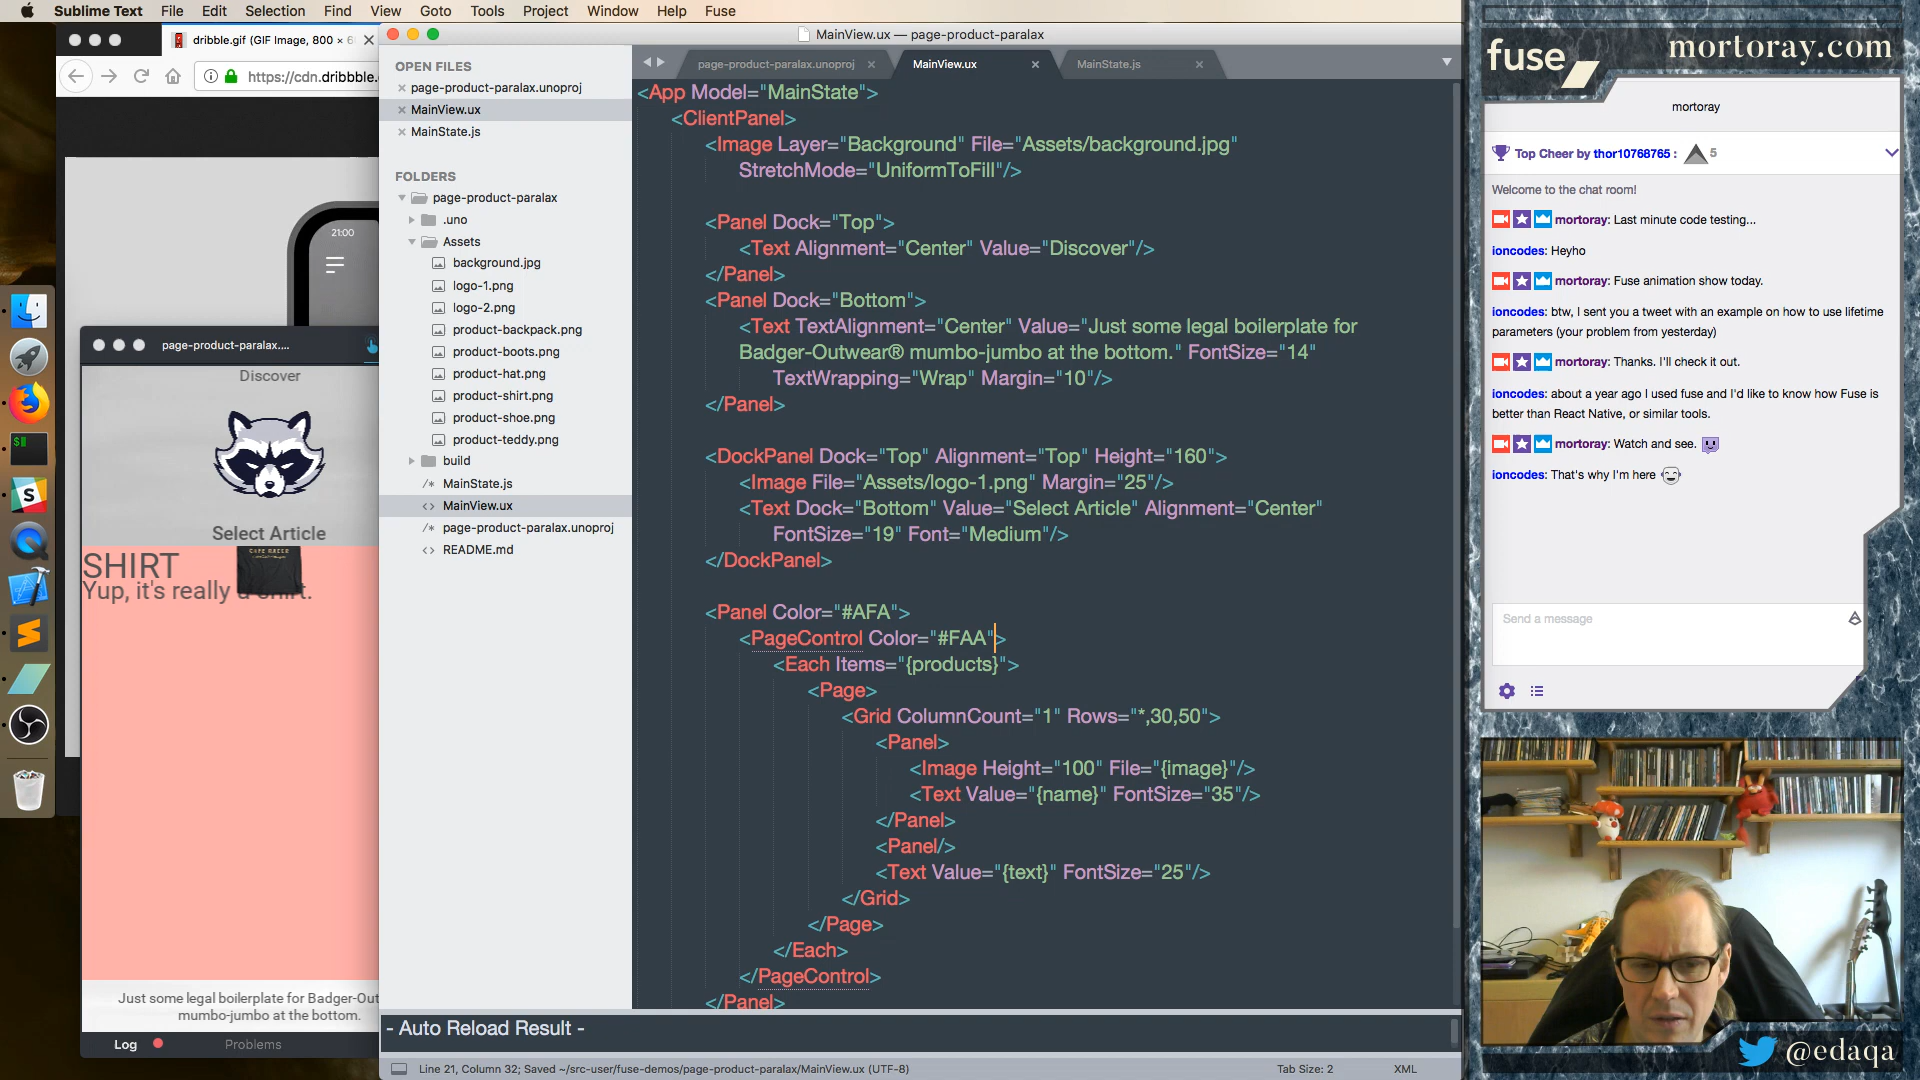 Sublime Text File Edit Selection Find View Goto Tools Project Window Help Fuse
dribble.gif (GIF Image, 800 × 6
https://cdn.dribbble.
21:00
page-product-paralax....
Discover
Select Article
CAFE RACER
SHIRT
Yup, it's really a shirt.
Just some legal boilerplate for Badger-Out
mumbo-jumbo at the bottom.
Log Problems
MainView.ux — page-product-paralax
OPEN FILES
page-product-paralax.unoproj
MainView.ux
MainState.js
FOLDERS
page-product-paralax
.uno
Assets
background.jpg
logo-1.png
logo-2.png
product-backpack.png
product-boots.png
product-hat.png
product-shirt.png
product-shoe.png
product-teddy.png
build
MainState.js
MainView.ux
page-product-paralax.unoproj
README.md
page-product-paralax.unoproj MainView.ux MainState.js
<App Model="MainState">
<ClientPanel>
<Image Layer="Background" File="Assets/background.jpg"
StretchMode="UniformToFill"/>
<Panel Dock="Top">
<Text Alignment="Center" Value="Discover"/>
</Panel>
<Panel Dock="Bottom">
<Text TextAlignment="Center" Value="Just some legal boilerplate for
Badger-Outwear® mumbo-jumbo at the bottom." FontSize="14"
TextWrapping="Wrap" Margin="10"/>
</Panel>
<DockPanel Dock="Top" Alignment="Top" Height="160">
<Image File="Assets/logo-1.png" Margin="25"/>
<Text Dock="Bottom" Value="Select Article" Alignment="Center"
FontSize="19" Font="Medium"/>
</DockPanel>
<Panel Color="#AFA">
<PageControl Color="#FAA">
<Each Items="{products}">
<Page>
<Grid ColumnCount="1" Rows="*,30,50">
<Panel>
<Image Height="100" File="{image}"/>
<Text Value="{name}" FontSize="35"/>
</Panel>
<Panel/>
<Text Value="{text}" FontSize="25"/>
</Grid>
</Page>
</Each>
</PageControl>
</Panel>
- Auto Reload Result -
Line 21, Column 32; Saved ~/src-user/fuse-demos/page-product-paralax/MainView.ux (UTF-8) Tab Size: 2 XML
fuse
mortoray.com
mortoray
Top Cheer by thor10768765 : 5
Welcome to the chat room!
mortoray: Last minute code testing...
ioncodes: Heyho
mortoray: Fuse animation show today.
ioncodes: btw, I sent you a tweet with an example on how to use lifetime
parameters (your problem from yesterday)
mortoray: Thanks. I'll check it out.
ioncodes: about a year ago I used fuse and I'd like to know how Fuse is
better than React Native, or similar tools.
mortoray: Watch and see.
ioncodes: That's why I'm here
Send a message
@edaqa